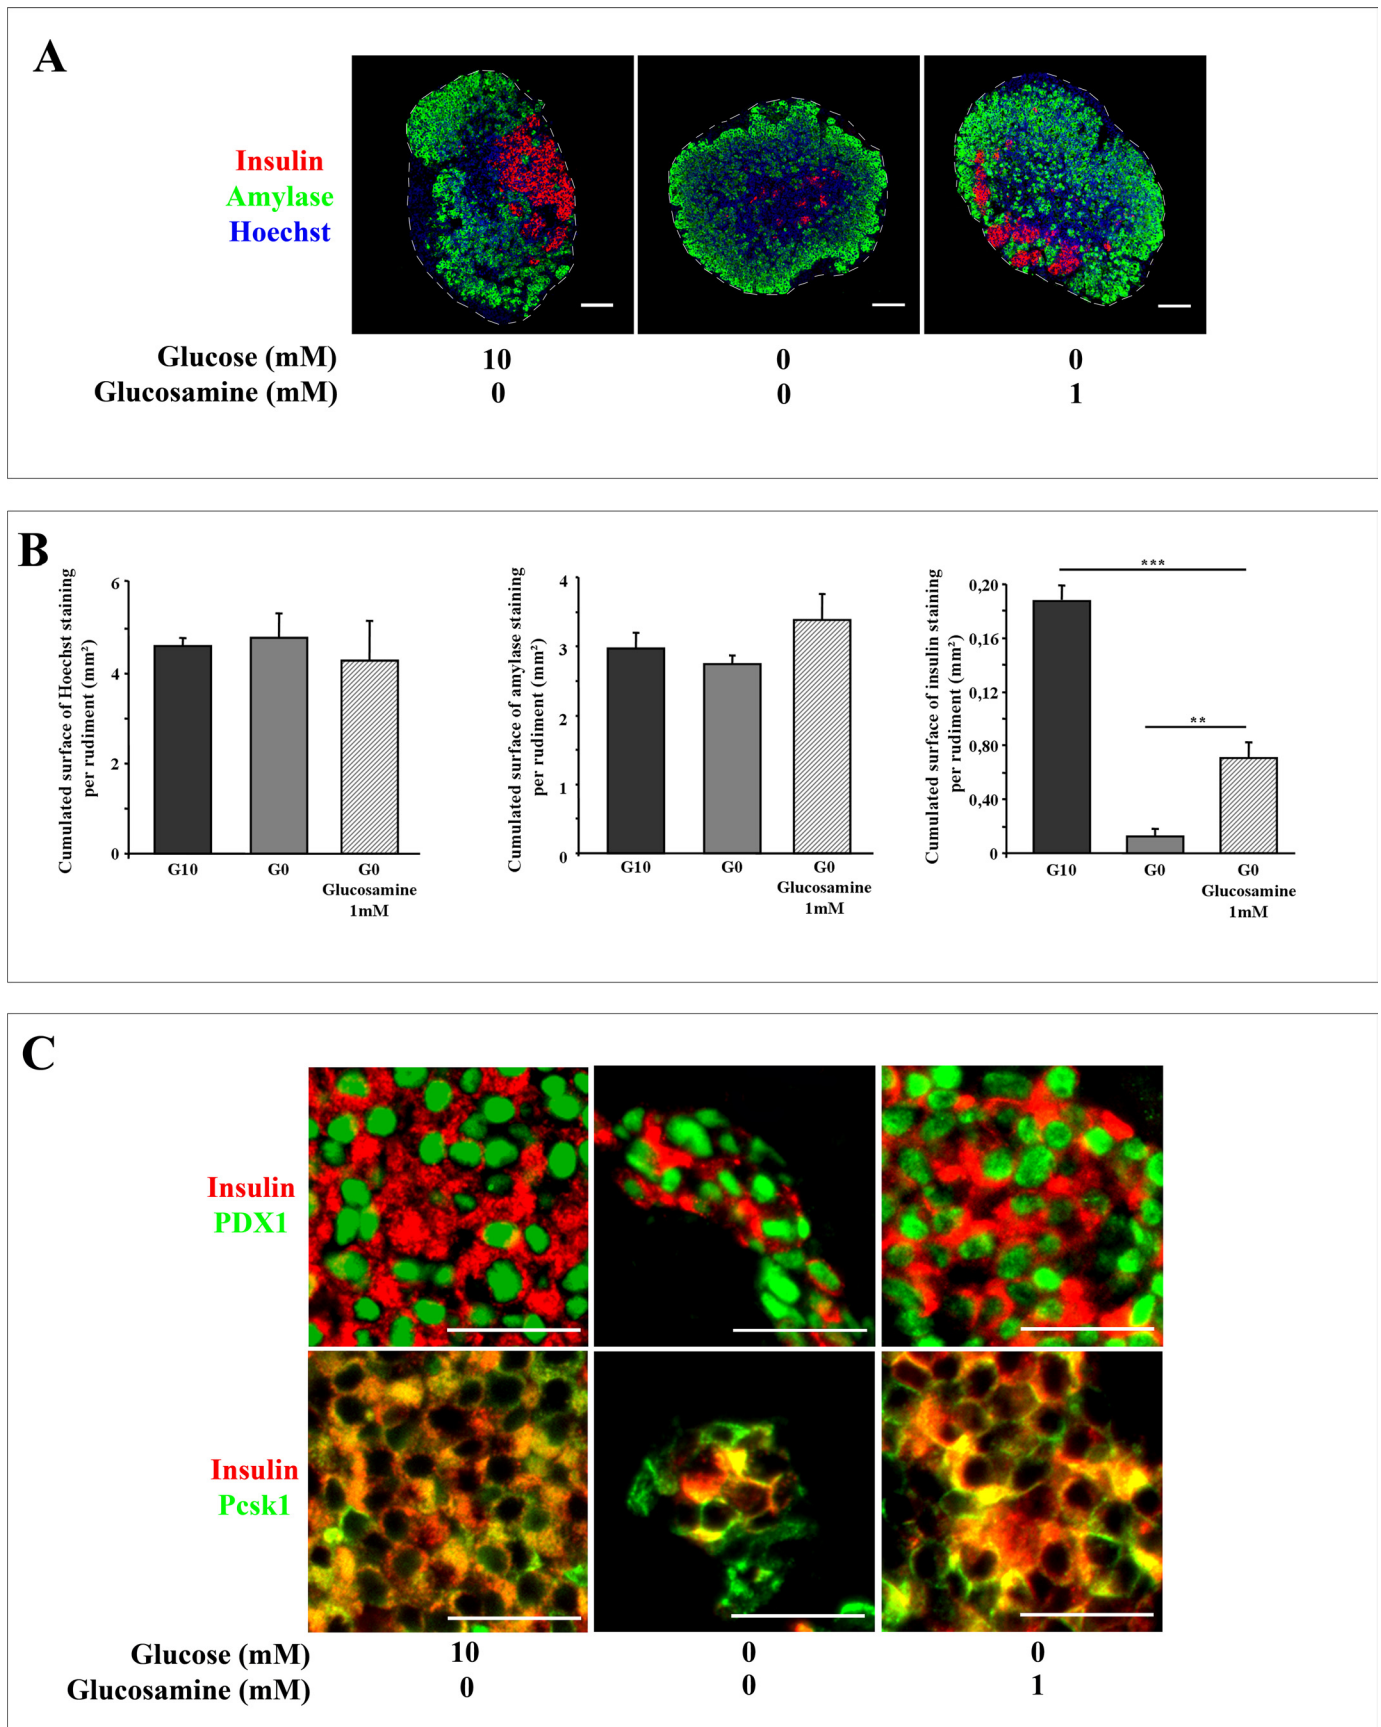 A
Insulin
Amylase
Hoechst
Glucose (mM) 10 0 0
Glucosamine (mM) 0 0 1
B
Cumulated surface of Hoechst staining
per rudiment (mm²)
6
4
2
0
G10
G0
G0
Glucosamine
1mM
Cumulated surface of amylase staining
per rudiment (mm²)
4
3
2
1
0
G10
G0
G0
Glucosamine
1mM
Cumulated surface of insulin staining
per rudiment (mm²)
0,20
0,16
0,12
0,80
0,40
0
***
**
G10
G0
G0
Glucosamine
1mM
C
Insulin
PDX1
Insulin
Pcsk1
Glucose (mM) 10 0 0
Glucosamine (mM) 0 0 1